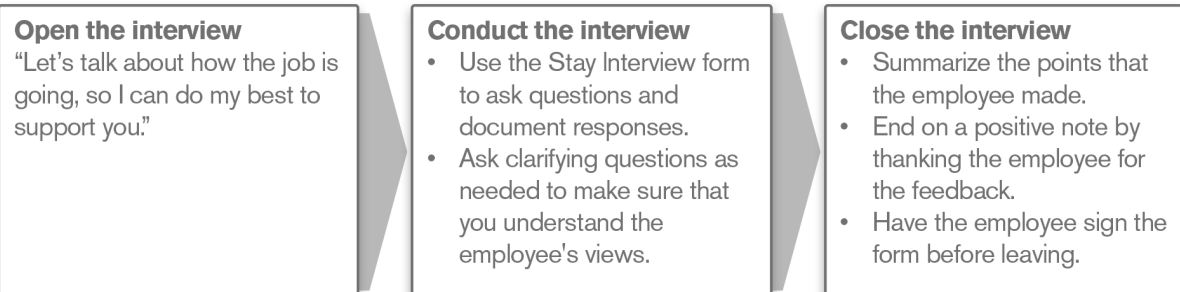 Open the interview
“Let’s talk about how the job is
going, so I can do my best to
support you.”
Conduct the interview
• Use the Stay Interview form
to ask questions and
document responses.
• Ask clarifying questions as
needed to make sure that
you understand the
employee's views.
Close the interview
• Summarize the points that
the employee made.
• End on a positive note by
thanking the employee for
the feedback.
• Have the employee sign the
form before leaving.